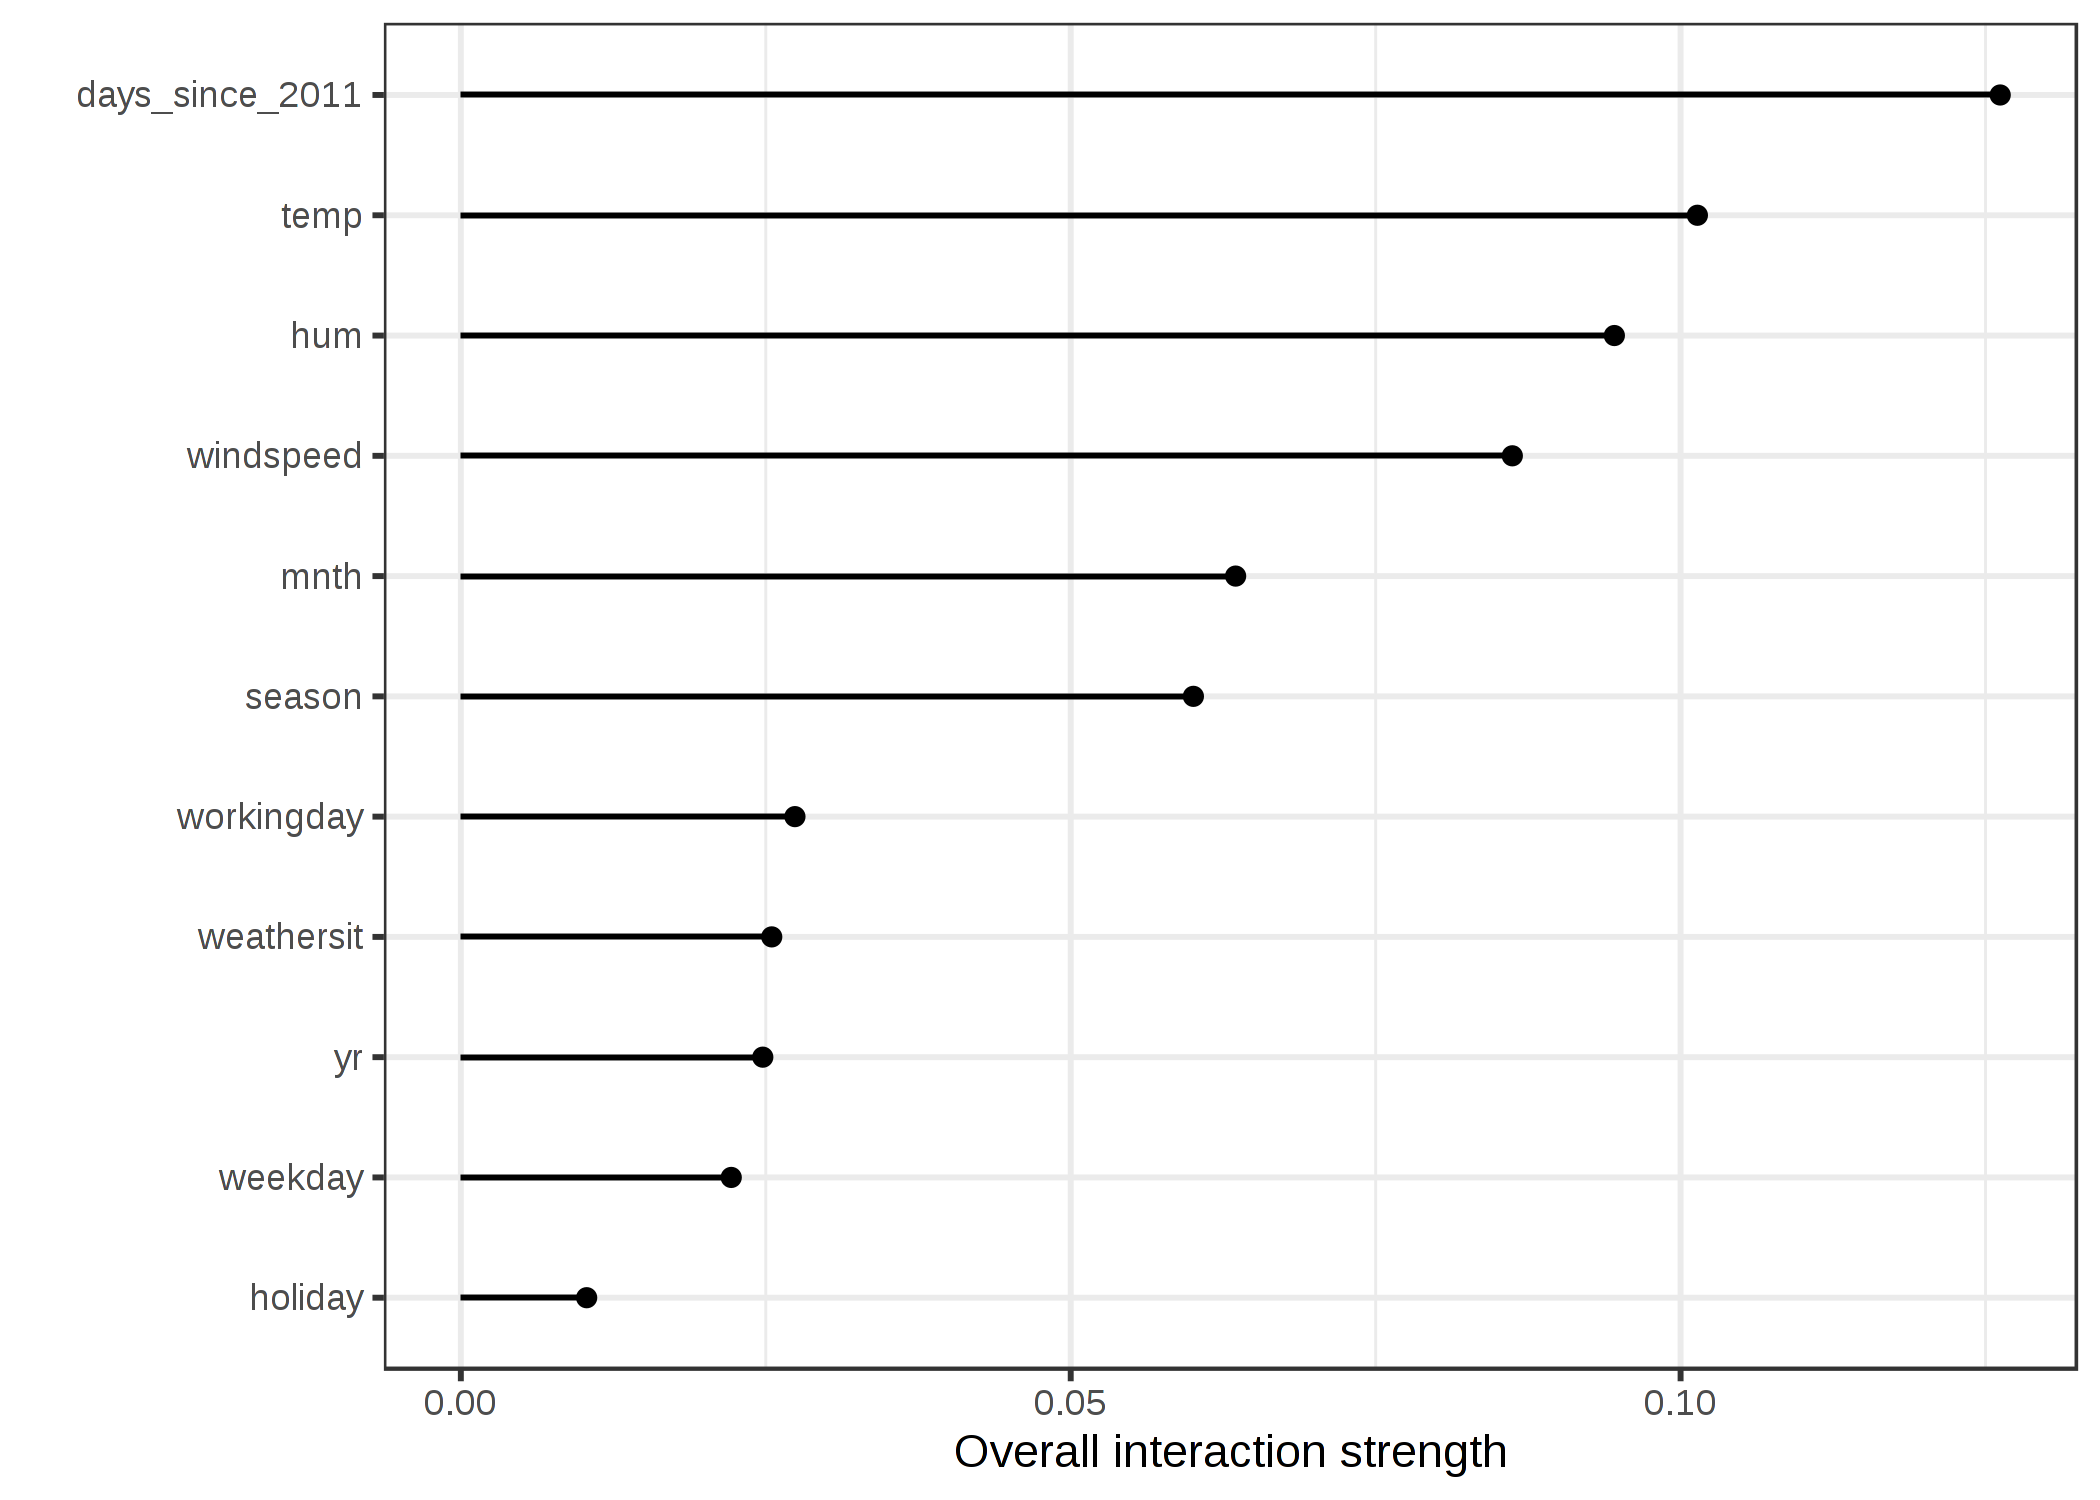 days_since_2011
temp
hum
windspeed
mnth
season
workingday
weathersit
yr
weekday
holiday
0.00 0.05 0.10
Overall interaction strength